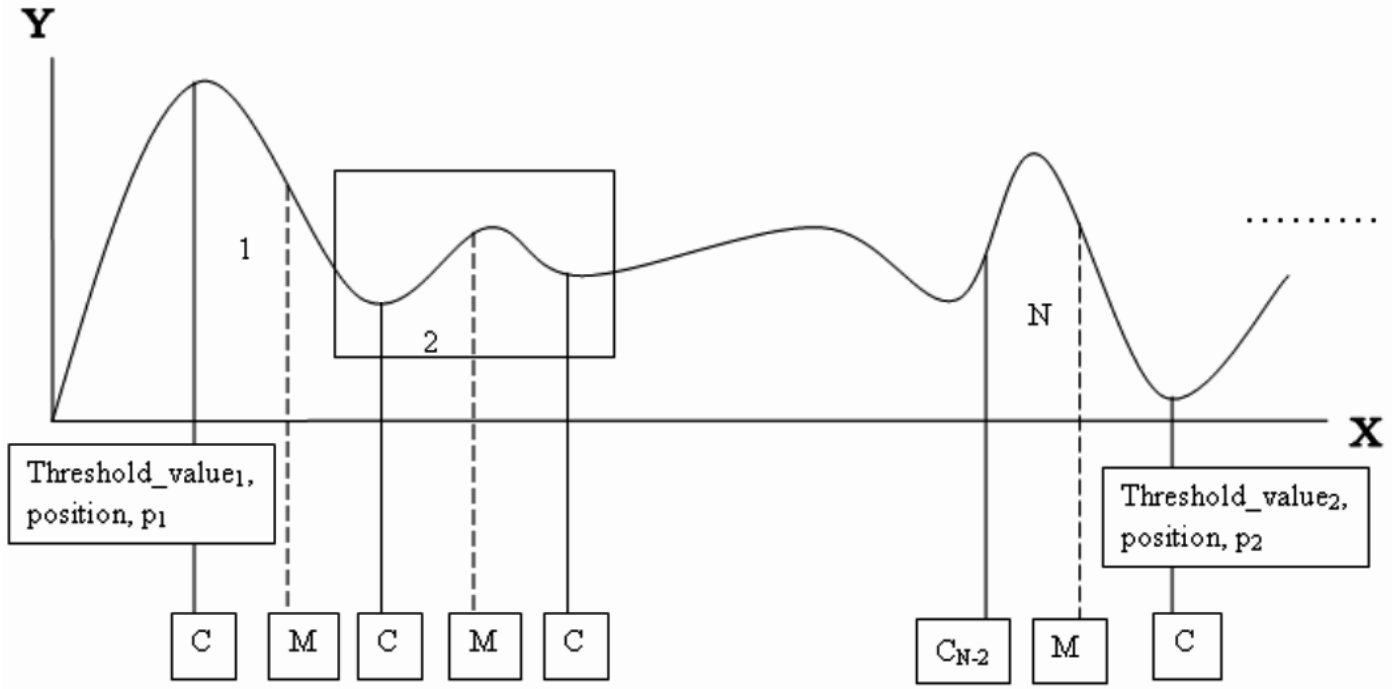 Y
1
2
N
.........
X
Threshold_value1,
position, p1
Threshold_value2,
position, p2
C
M
C
M
C
CN-2
M
C